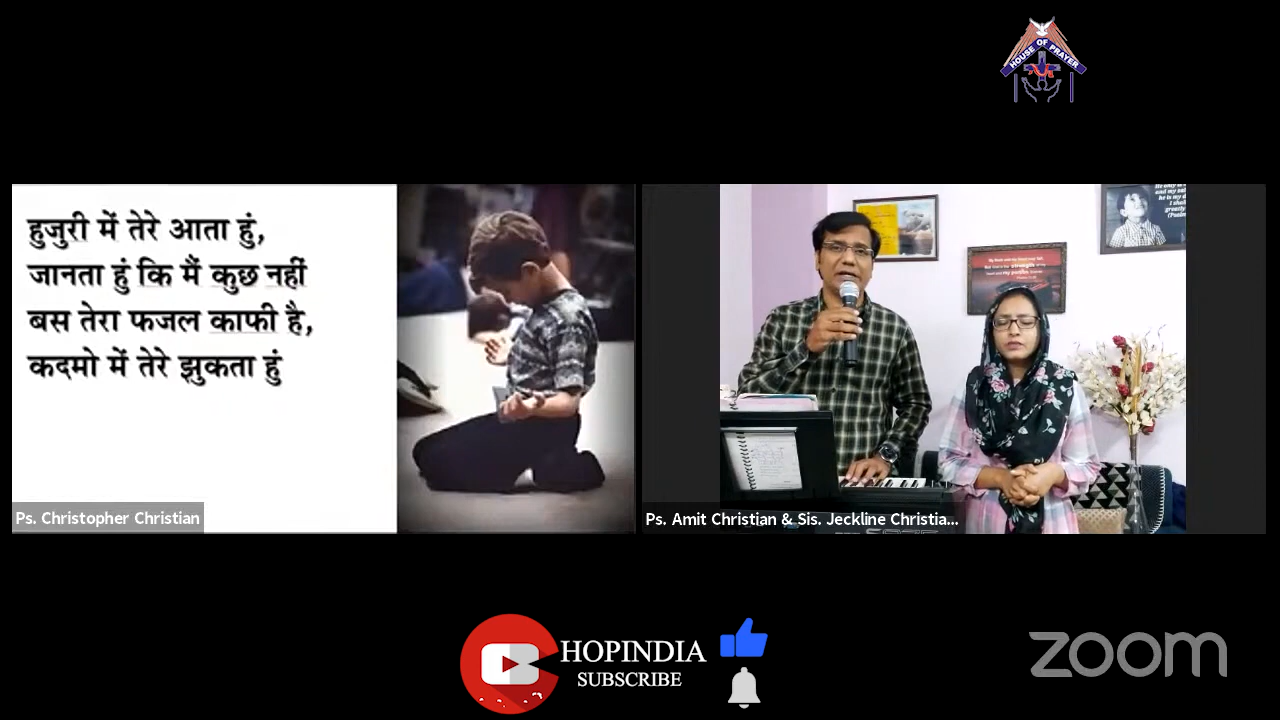 HOUSE OF PRAYER
हुजुरी में तेरे आता हुं,
जानता हुं कि मैं कुछ नहीं
बस तेरा फजल काफी है,
कदमो में तेरे झुकता हुं
Ps. Christopher Christian
Ps. Amit Christian & Sis. Jeckline Christia...
HOPINDIA
SUBSCRIBE
zoom